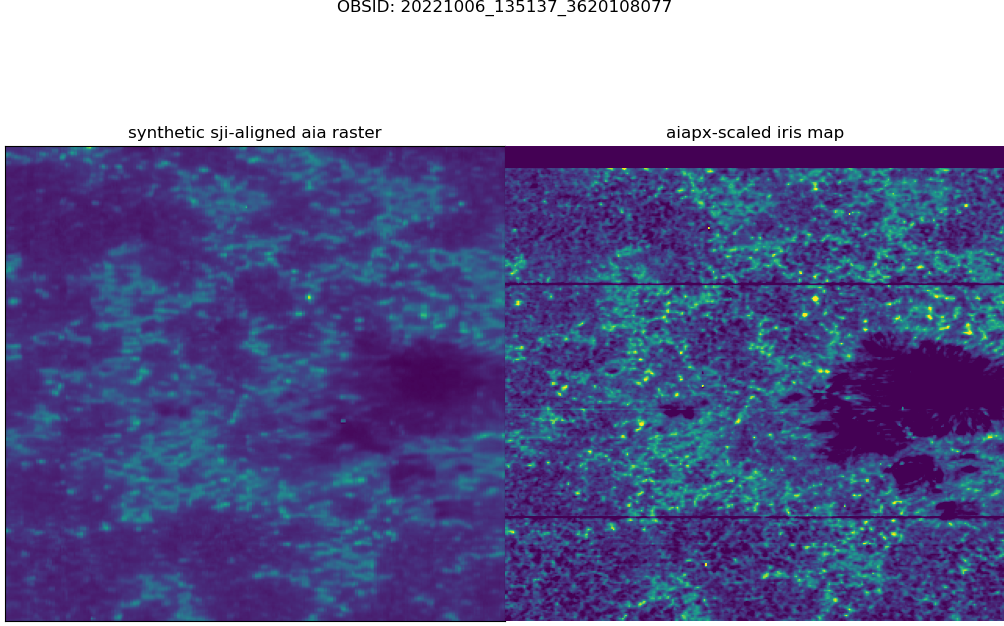 OBSID: 20221006_135137_3620108077
synthetic sji-aligned aia raster
aiapx-scaled iris map